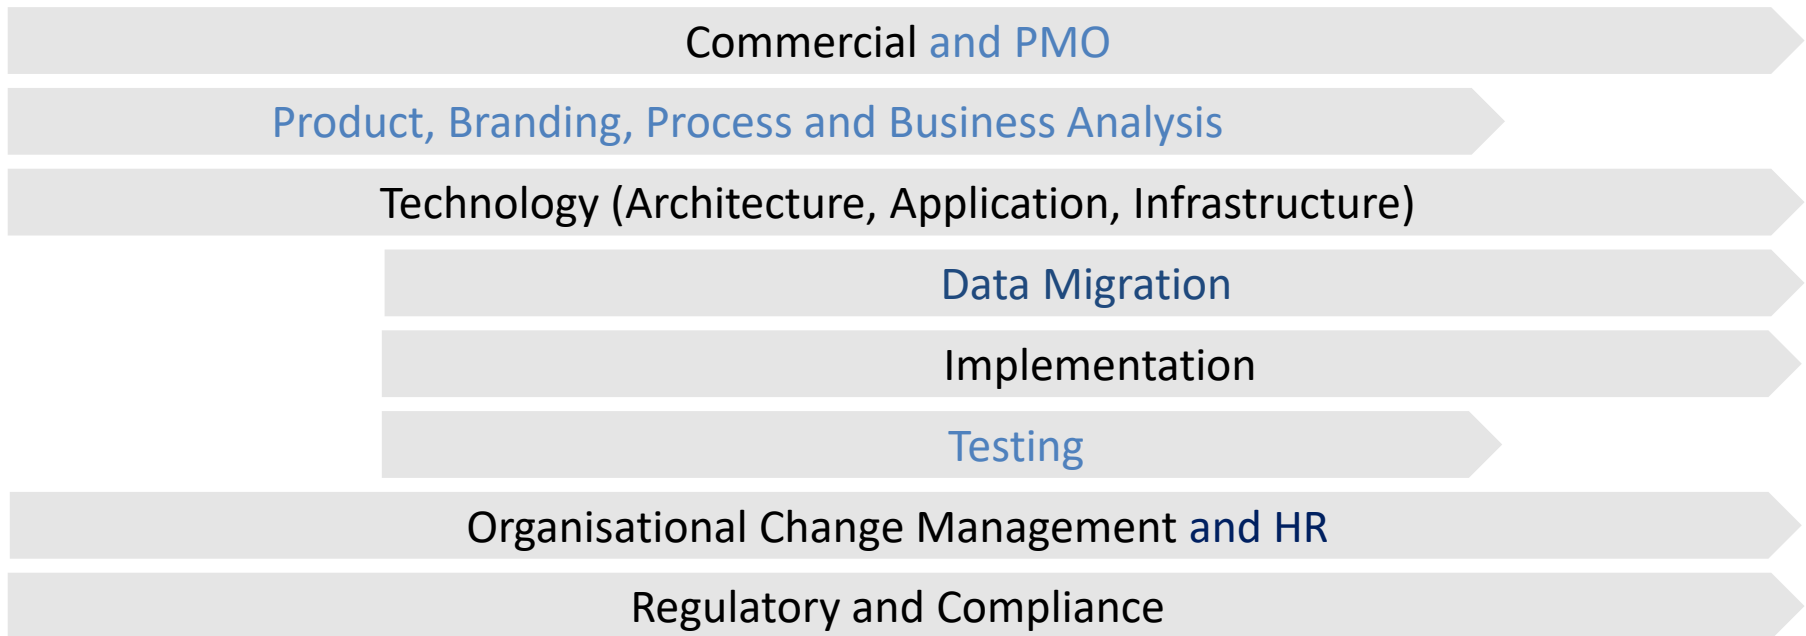 Commercial and PMO
Product, Branding, Process and Business Analysis
Technology (Architecture, Application, Infrastructure)
Data Migration
Implementation
Testing
Organisational Change Management and HR
Regulatory and Compliance